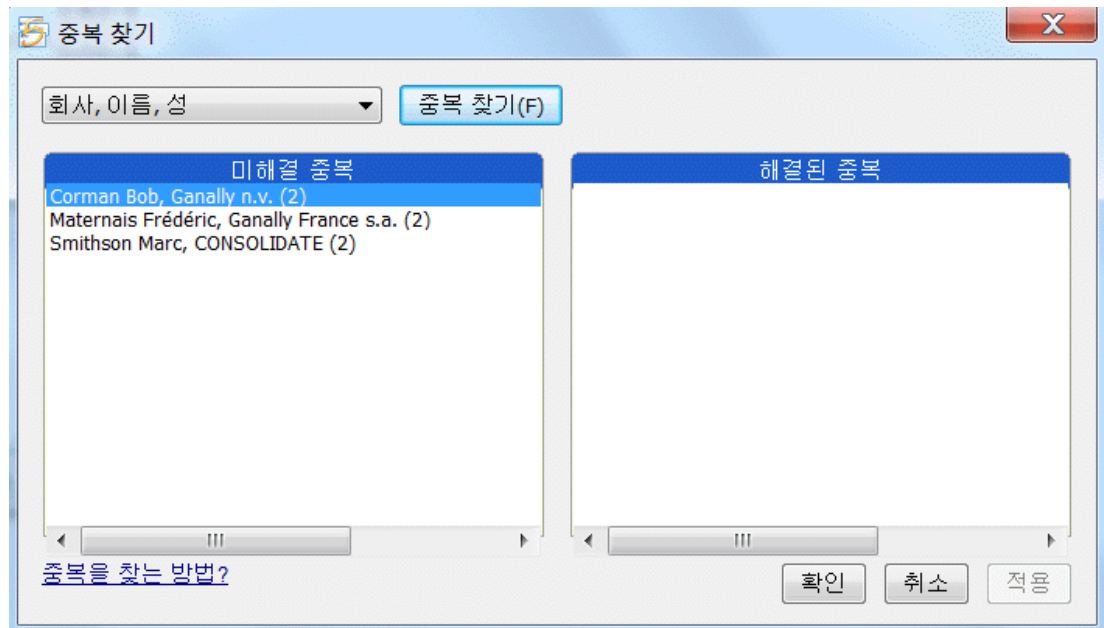 중복 찾기
회사, 이름, 성
중복 찾기(F)
미해결 중복
Corman Bob, Ganally n.v. (2)
Maternais Frédéric, Ganally France s.a. (2)
Smithson Marc, CONSOLIDATE (2)
해결된 중복
중복을 찾는 방법?
확인
취소
적용